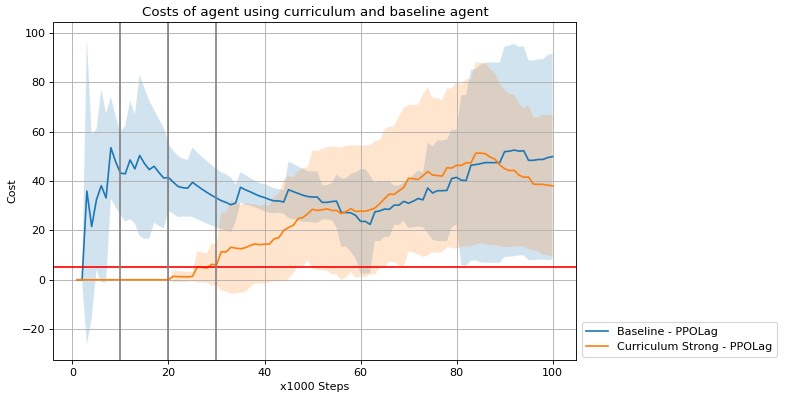 Costs of agent using curriculum and baseline agent
100
80
60
40
20
0
−20
Cost
0
20
40
60
80
100
x1000 Steps
Baseline - PPOLag
Curriculum Strong - PPOLag